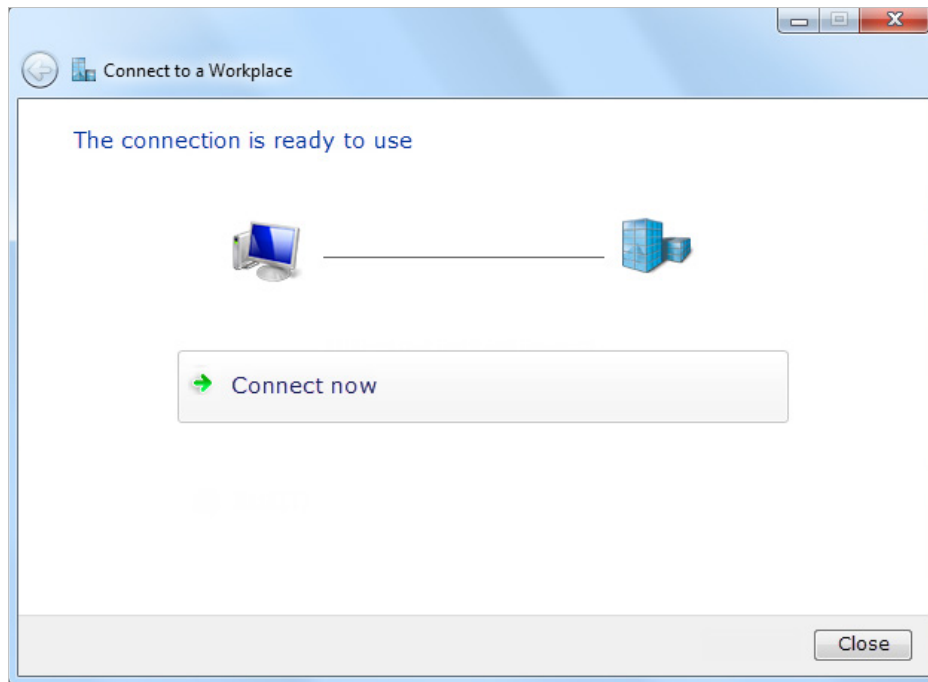 Connect to a Workplace
The connection is ready to use
Connect now
Close